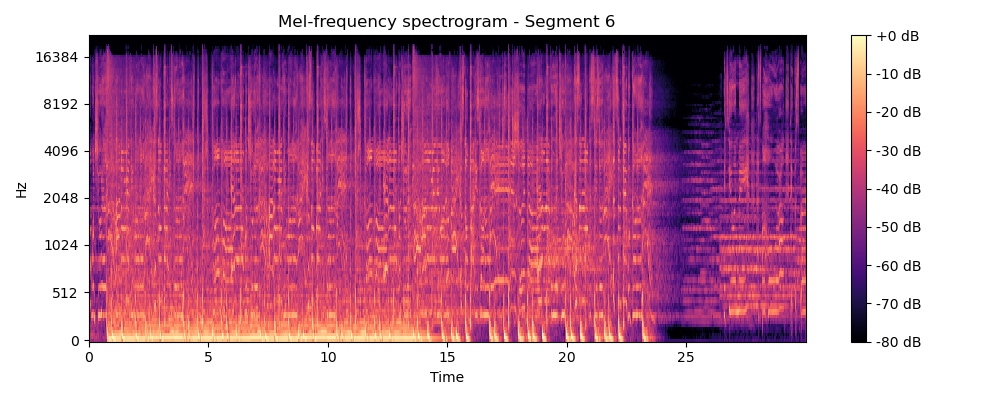 Mel-frequency spectrogram - Segment 6
Hz
16384
8192
4096
2048
1024
512
0
0 5 10 15 20 25
Time
+0 dB
-10 dB
-20 dB
-30 dB
-40 dB
-50 dB
-60 dB
-70 dB
-80 dB